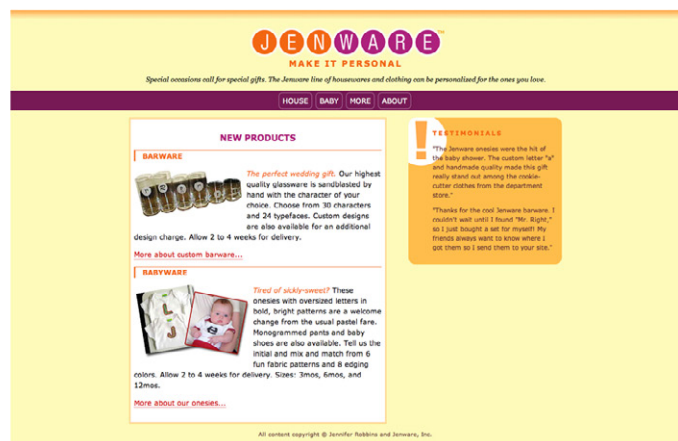 JENWARE™
MAKE IT PERSONAL
Special occasions call for special gifts. The Jenware line of housewares and clothing can be personalized for the ones you love.
HOUSE BABY MORE ABOUT
NEW PRODUCTS
BARWARE
The perfect wedding gift. Our highest
quality glassware is sandblasted by
hand with the character of your
choice. Choose from 30 characters
and 24 typefaces. Custom designs
are also available for an additional
design charge. Allow 2 to 4 weeks for delivery.
More about custom barware...
BABYWARE
Tired of sickly-sweet? These
onesies with oversized letters in
bold, bright patterns are a welcome
change from the usual pastel fare.
Monogrammed pants and baby
shoes are also available. Tell us the
initial and mix and match from 6
fun fabric patterns and 8 edging
colors. Allow 2 to 4 weeks for delivery. Sizes: 3mos, 6mos, and
12mos.
More about our onesies...
L
J
!
TESTIMONIALS
"The Jenware onesies were the hit of
the baby shower. The custom letter "a"
and handmade quality made this gift
really stand out among the cookie-
cutter clothes from the department
store."
"Thanks for the cool Jenware barware. I
couldn't wait until I found "Mr. Right,"
so I just bought a set for myself! My
friends always want to know where I
got them so I send them to your site."
All content copyright © Jennifer Robbins and Jenware, Inc.